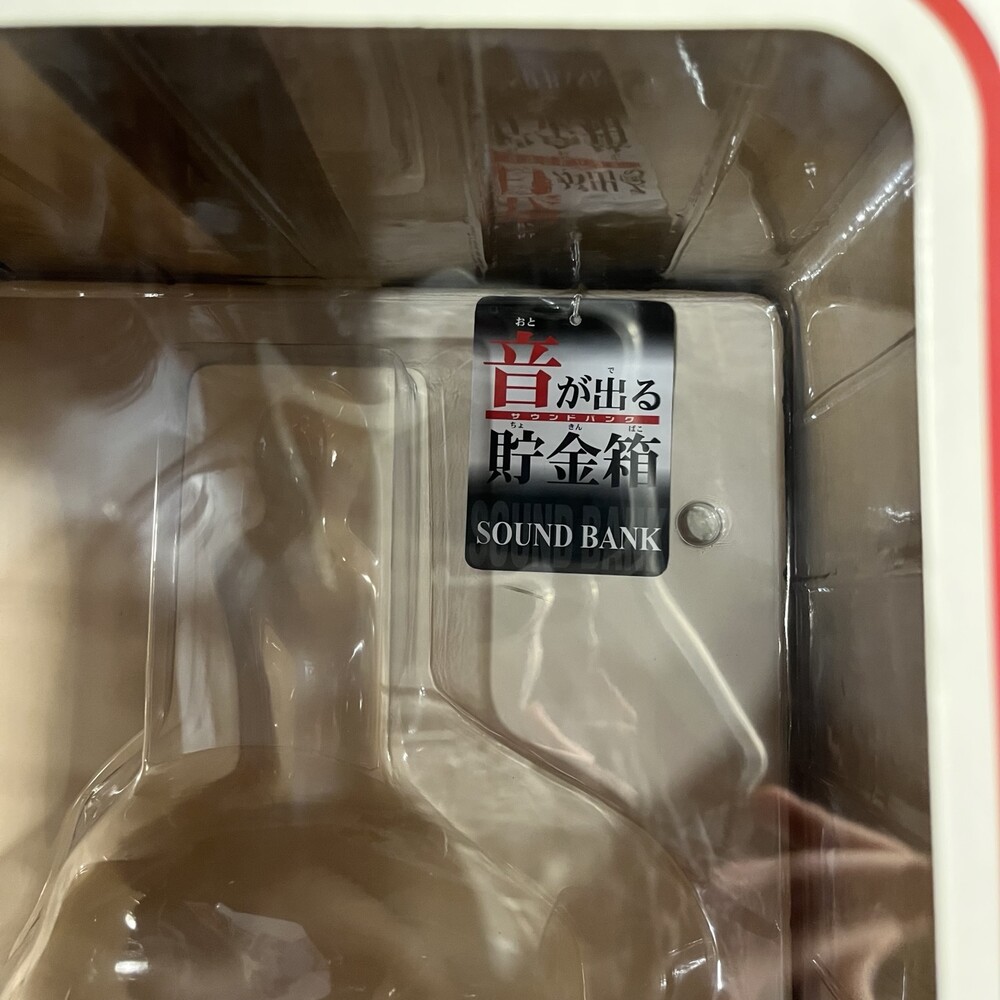 おと
音が出る
で
サウンドバンク
ちょ きん ばこ
貯金箱
SOUND BANK